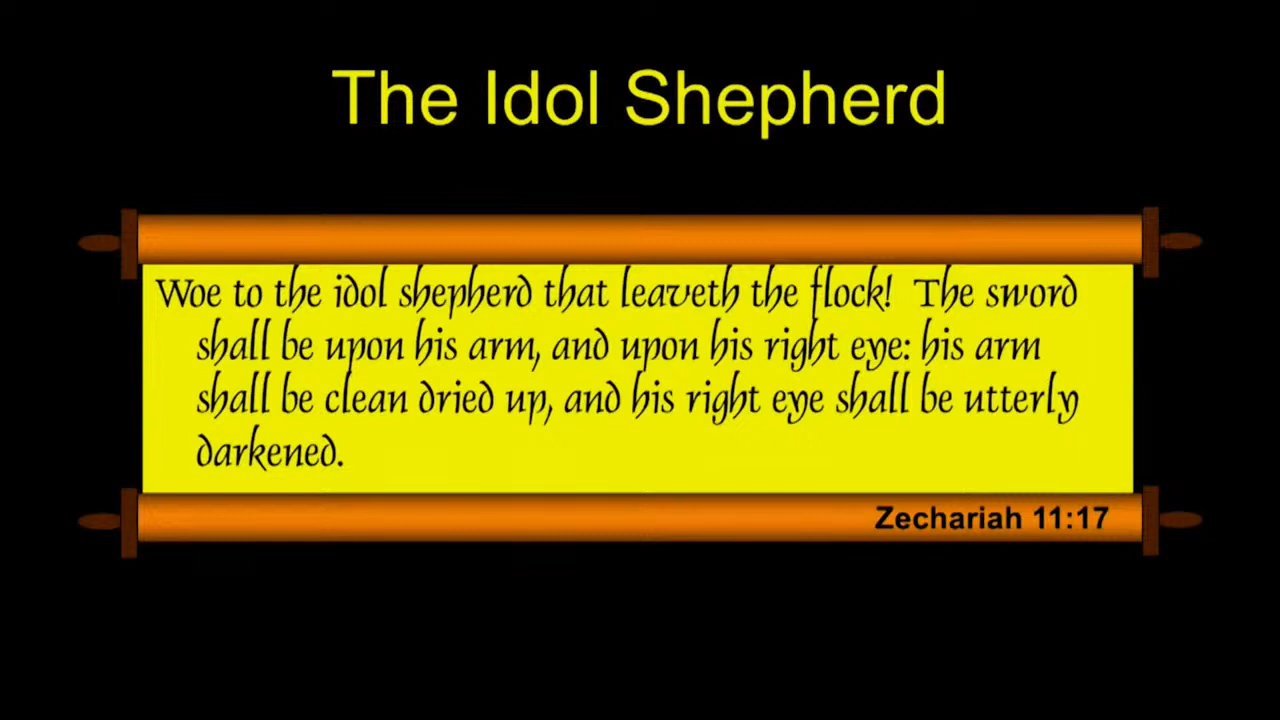 The Idol Shepherd
Woe to the idol shepherd that leaveth the flock!  The sword
shall be upon his arm, and upon his right eye: his arm
shall be clean dried up, and his right eye shall be utterly
darkened.
Zechariah 11:17